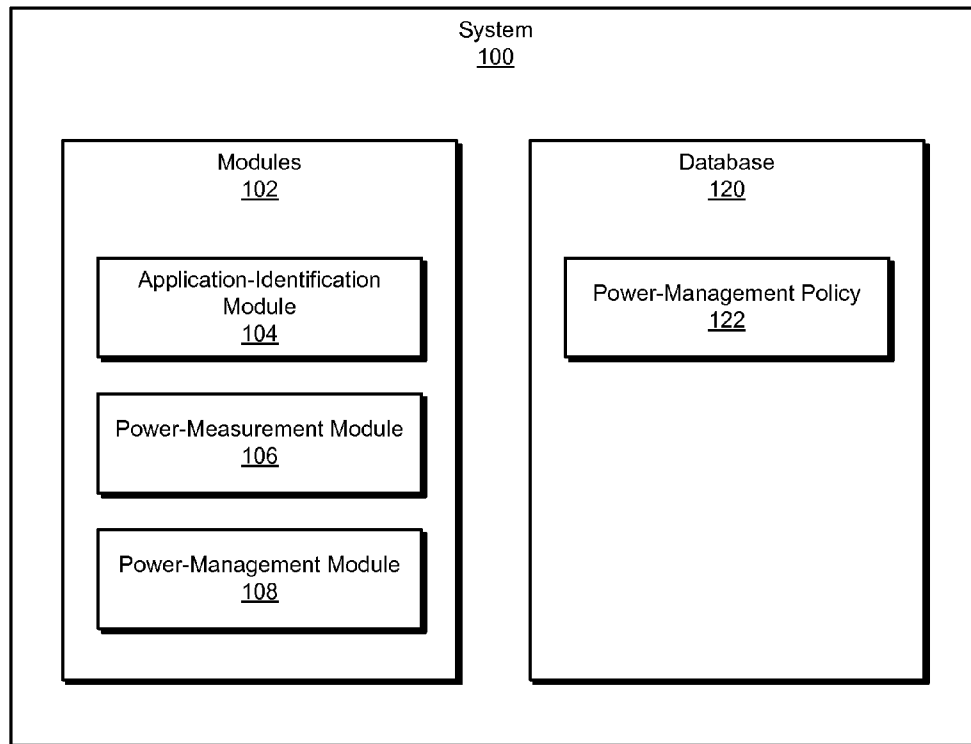 System
100
Modules
102
Application-Identification
Module
104
Power-Measurement Module
106
Power-Management Module
108
Database
120
Power-Management Policy
122